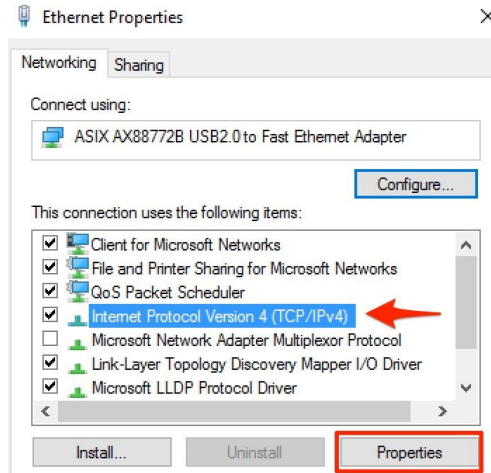 Ethernet Properties
Networking Sharing
Connect using:
ASIX AX88772B USB2.0 to Fast Ethernet Adapter
Configure...
This connection uses the following items:
Client for Microsoft Networks
File and Printer Sharing for Microsoft Networks
QoS Packet Scheduler
Internet Protocol Version 4 (TCP/IPv4)
Microsoft Network Adapter Multiplexor Protocol
Link-Layer Topology Discovery Mapper I/O Driver
Microsoft LLDP Protocol Driver
Install... Uninstall Properties